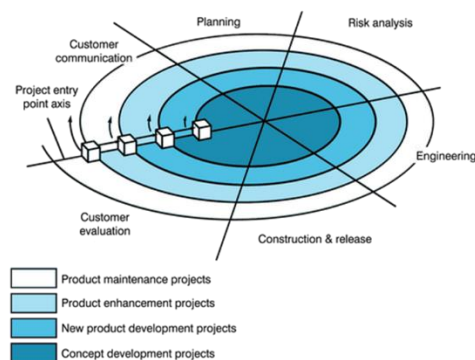 Planning
Risk analysis
Customer
communication
Project entry
point axis
Engineering
Customer
evaluation
Construction & release
Product maintenance projects
Product enhancement projects
New product development projects
Concept development projects